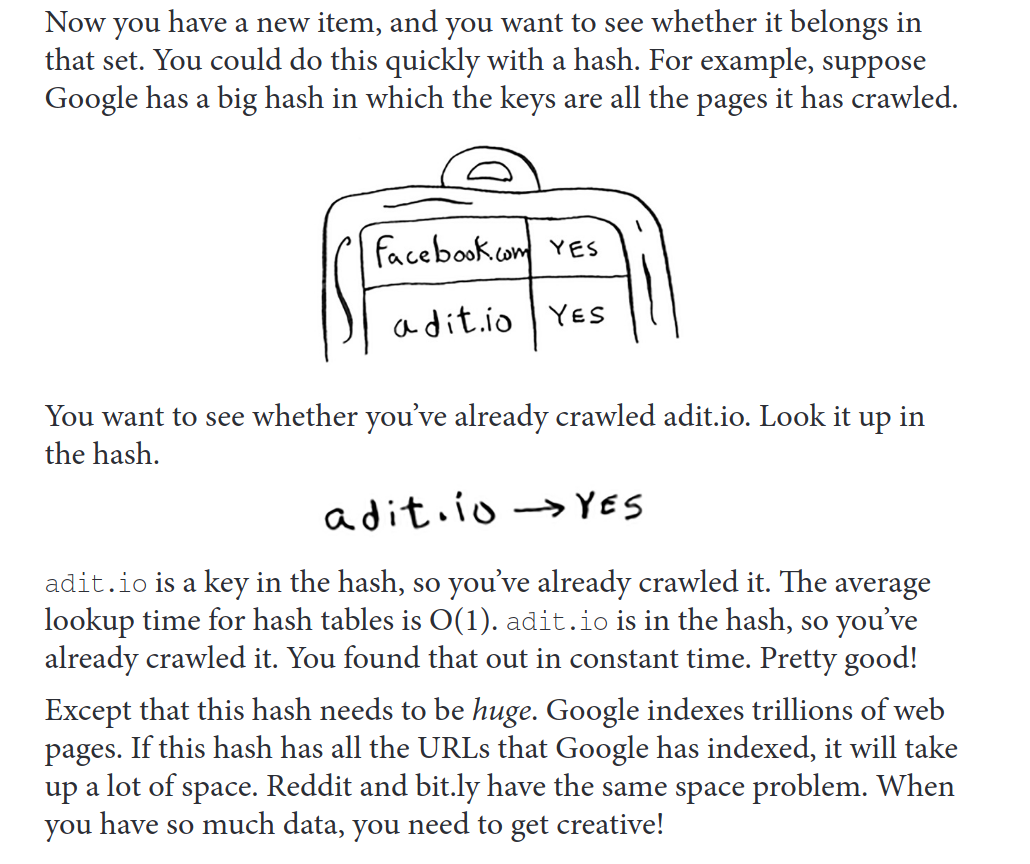 Now you have a new item, and you want to see whether it belongs in
that set. You could do this quickly with a hash. For example, suppose
Google has a big hash in which the keys are all the pages it has crawled.
facebook.com YES
adit.io YES
You want to see whether you’ve already crawled adit.io. Look it up in
the hash.
adit.io → YES
adit.io is a key in the hash, so you’ve already crawled it. The average
lookup time for hash tables is O(1). adit.io is in the hash, so you’ve
already crawled it. You found that out in constant time. Pretty good!
Except that this hash needs to be huge. Google indexes trillions of web
pages. If this hash has all the URLs that Google has indexed, it will take
up a lot of space. Reddit and bit.ly have the same space problem. When
you have so much data, you need to get creative!